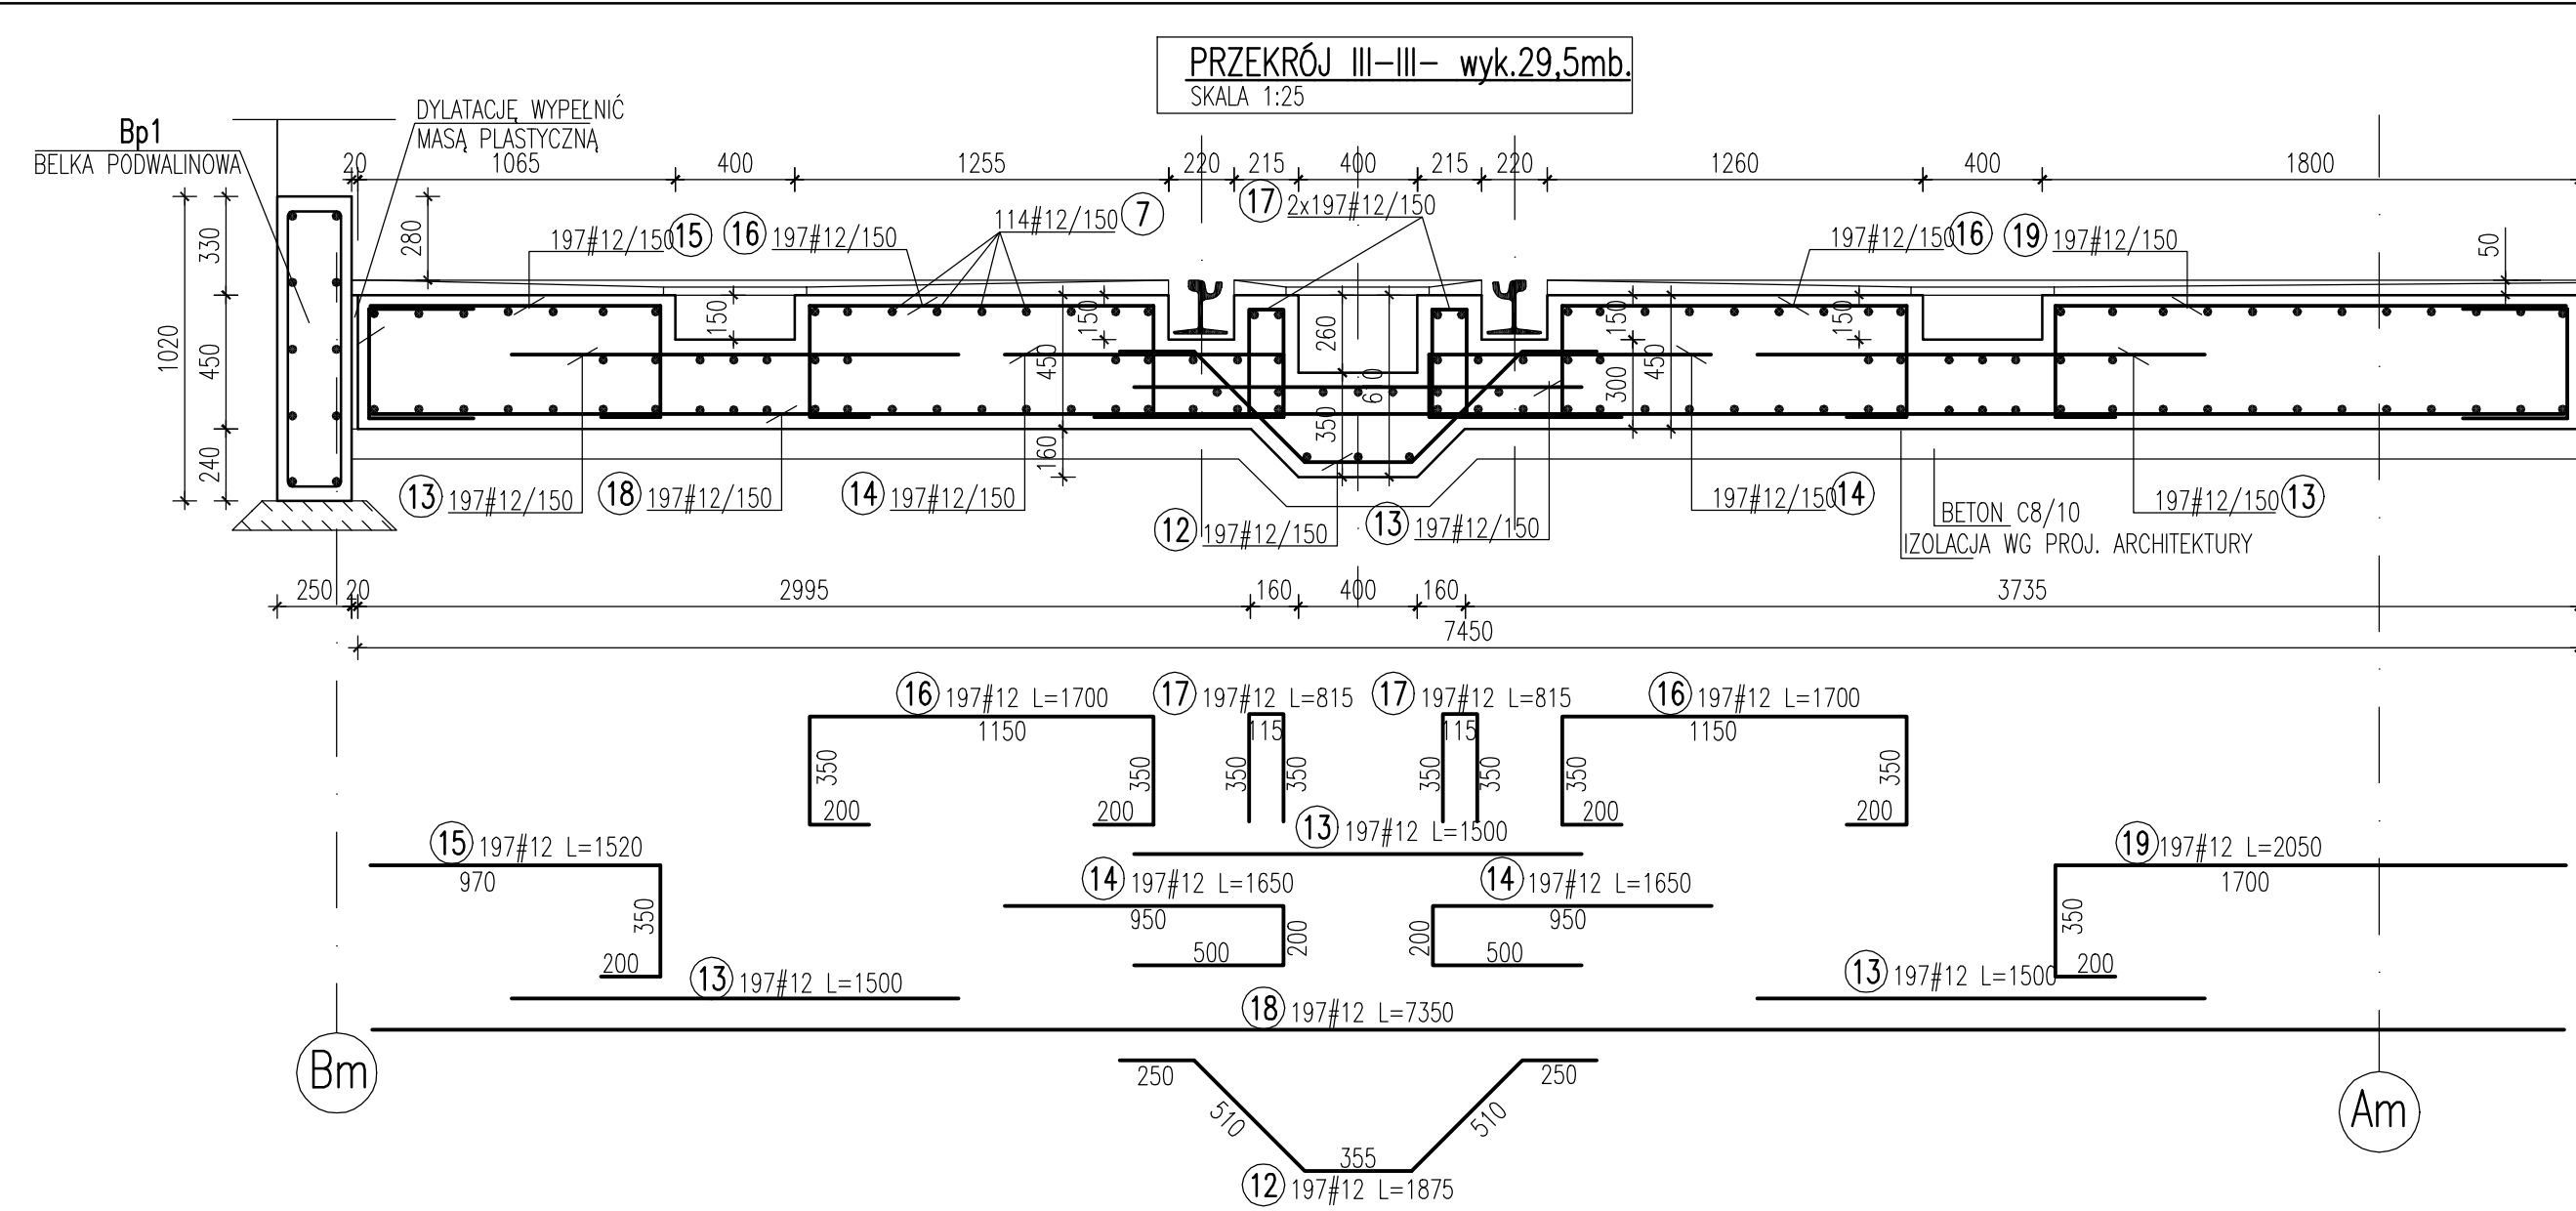 PRZEKRÓJ III-III- wyk.29,5mb.
SKALA 1:25
Bp1
BELKA PODWALINOWA
DYLATACJĘ WYPEŁNIĆ
MASĄ PLASTYCZNĄ
20 1065 400 1255 220 215 400 215 220 1260 400 1800
17 2x197#12/150
197#12/150 15
16 197#12/150
114#12/150 7
197#12/150 16
19 197#12/150
280
50
330
450
240
1020
150
150
450
160
260
350
610
150
300
450
150
13 197#12/150
18 197#12/150
14 197#12/150
12 197#12/150
13 197#12/150
197#12/150 14
197#12/150 13
BETON C8/10
IZOLACJA WG PROJ. ARCHITEKTURY
250 20 2995 160 400 160 3735
7450
16 197#12 L=1700
1150
350
350
200
200
17 197#12 L=815
115
350
350
17 197#12 L=815
115
350
350
16 197#12 L=1700
1150
350
350
200
200
13 197#12 L=1500
15 197#12 L=1520
970
350
200
14 197#12 L=1650
950
200
500
14 197#12 L=1650
950
200
500
19 197#12 L=2050
1700
350
200
13 197#12 L=1500
13 197#12 L=1500
18 197#12 L=7350
Bm
Am
250
250
510
510
355
12 197#12 L=1875